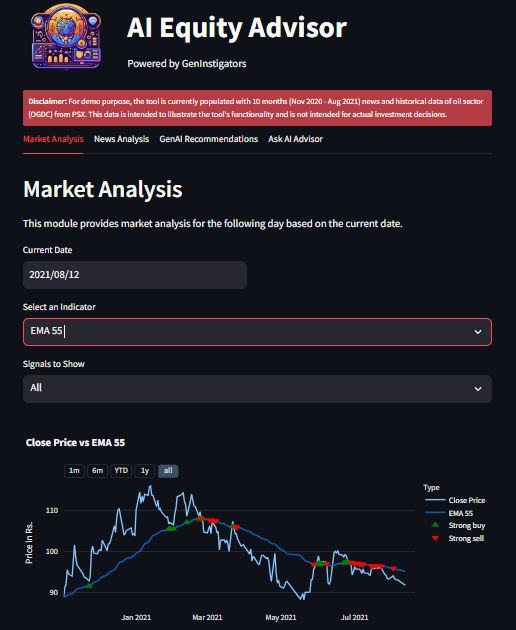 AI Equity Advisor
Powered by GenInstigators
Disclaimer: For demo purpose, the tool is currently populated with 10 months (Nov 2020 - Aug 2021) news and historical data of oil sector
(OGDC) from PSX. This data is intended to illustrate the tool's functionality and is not intended for actual investment decisions.
Market Analysis News Analysis GenAI Recommendations Ask AI Advisor
Market Analysis
This module provides market analysis for the following day based on the current date.
Current Date
2021/08/12
Select an Indicator
EMA 55
Signals to Show
All
Close Price vs EMA 55
1m 6m YTD 1y all
Type
Close Price
EMA 55
Strong buy
Strong sell
Price in Rs.
110
100
90
Jan 2021 Mar 2021 May 2021 Jul 2021